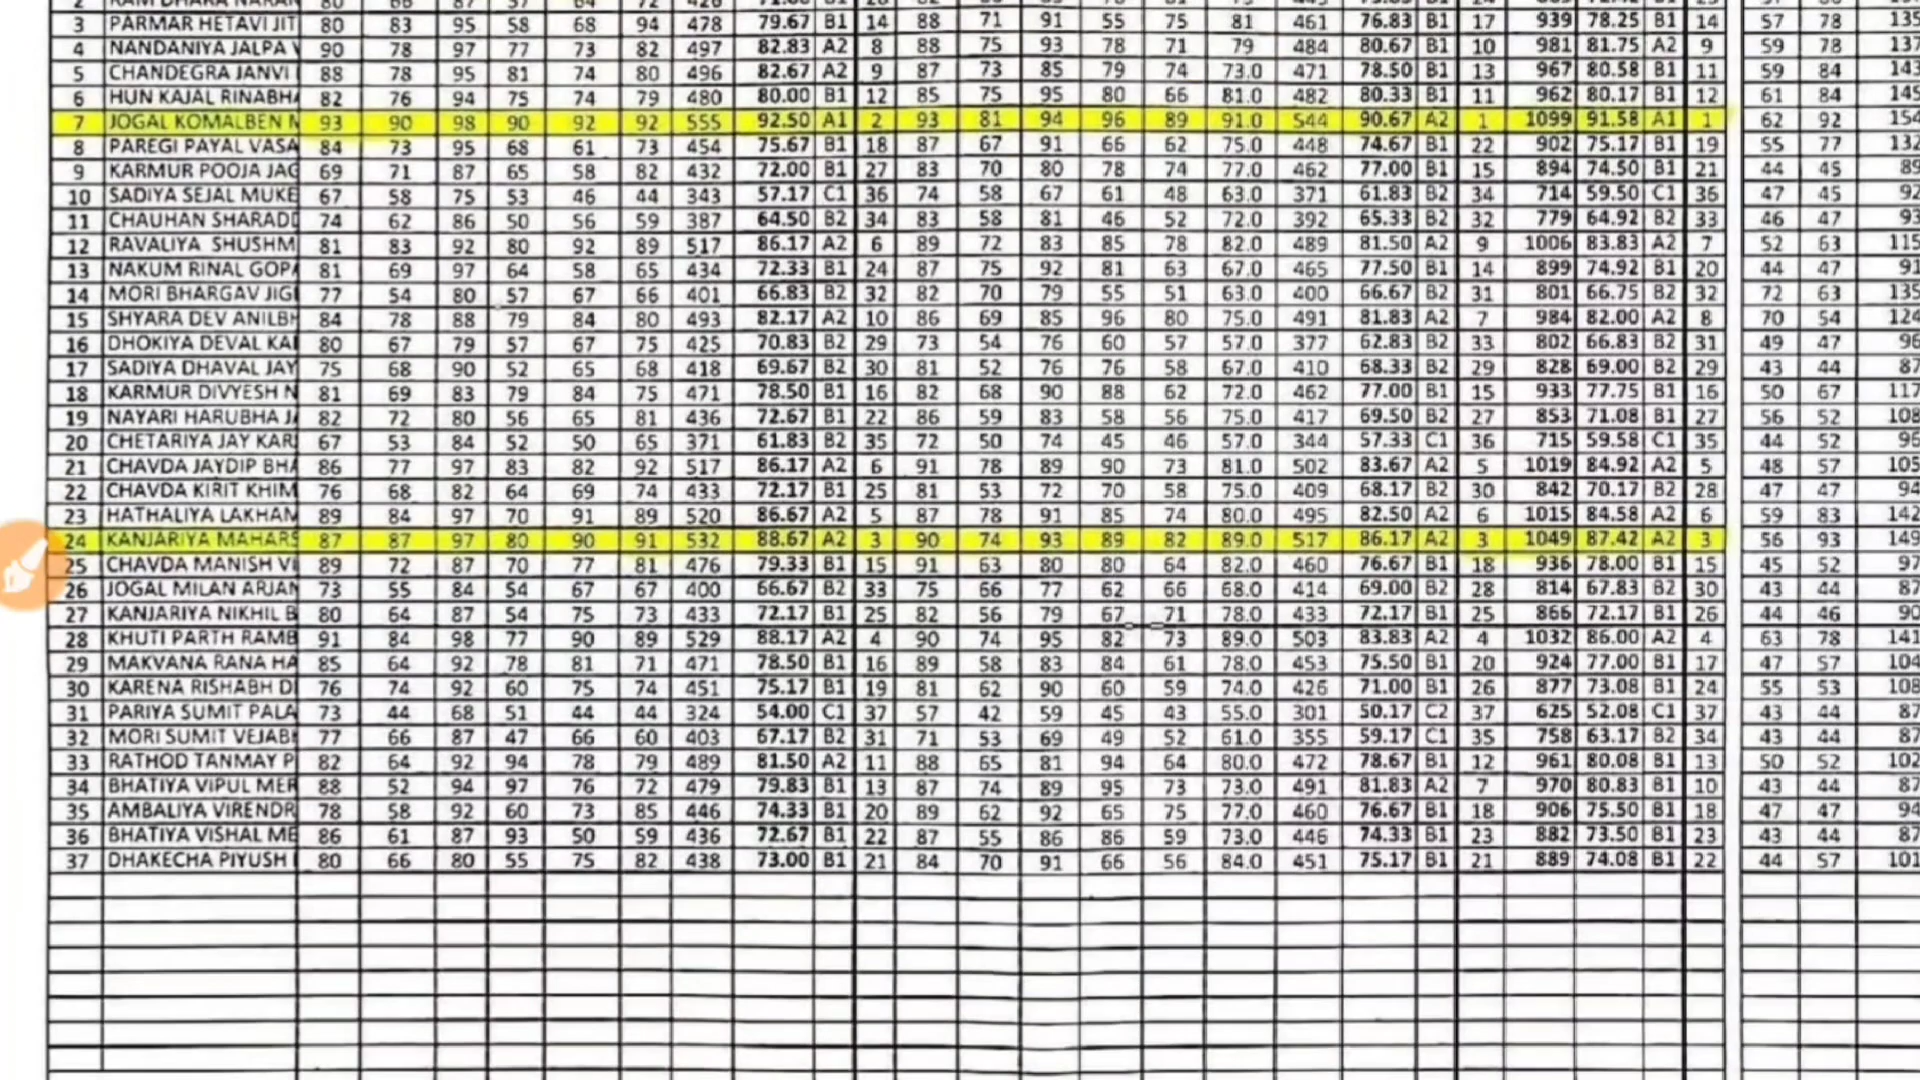 3 PARMAR HETAVI JIT 80 83 95 58 68 94 478 79.67 B1 14 88 71 91 55 75 81 461 76.83 B1 17 939 78.25 B1 14 57 78 135
4 NANDANIYA JALPA V 90 78 97 77 73 82 497 82.83 A2 8 88 75 93 78 71 79 484 80.67 B1 10 981 81.75 A2 9 59 78 137
5 CHANDEGRA JANVI 88 78 95 81 74 80 496 82.67 A2 9 87 73 85 79 74 73.0 471 78.50 B1 13 967 80.58 B1 11 59 84 143
6 HUN KAJAL RINABHA 82 76 94 75 74 79 480 80.00 B1 12 85 75 95 80 66 81.0 482 80.33 B1 11 962 80.17 B1 12 61 84 145
7 JOGAL KOMALBEN M 93 90 98 90 92 92 555 92.50 A1 2 93 81 94 96 89 91.0 544 90.67 A2 1 1099 91.58 A1 1 62 92 154
8 PAREGI PAYAL VASA 84 73 95 68 61 73 454 75.67 B1 18 87 67 91 66 62 75.0 448 74.67 B1 22 902 75.17 B1 19 55 77 132
9 KARMUR POOJA JAG 69 71 87 65 58 82 432 72.00 B1 27 83 70 80 78 74 77.0 462 77.00 B1 15 894 74.50 B1 21 44 45 89
10 SADIYA SEJAL MUKE 67 58 75 53 46 44 343 57.17 C1 36 74 58 67 61 48 63.0 371 61.83 B2 34 714 59.50 C1 36 47 45 92
11 CHAUHAN SHARADD 74 62 86 50 56 59 387 64.50 B2 34 83 58 81 46 52 72.0 392 65.33 B2 32 779 64.92 B2 33 46 47 93
12 RAVALIYA SHUSHM 81 83 92 80 92 89 517 86.17 A2 6 89 72 83 85 78 82.0 489 81.50 A2 9 1006 83.83 A2 7 52 63 115
13 NAKUM RINAL GOPA 81 69 97 64 58 65 434 72.33 B1 24 87 75 92 81 63 67.0 465 77.50 B1 14 899 74.92 B1 20 44 47 91
14 MORI BHARGAV JIG 77 54 80 57 67 66 401 66.83 B2 32 82 70 79 55 51 63.0 400 66.67 B2 31 801 66.75 B2 32 72 63 135
15 SHYARA DEV ANILBH 84 78 88 79 84 80 493 82.17 A2 10 86 69 85 96 80 75.0 491 81.83 A2 7 984 82.00 A2 8 70 54 124
16 DHOKIYA DEVAL KA 80 67 79 57 67 75 425 70.83 B2 29 73 54 76 60 57 57.0 377 62.83 B2 33 802 66.83 B2 31 49 47 96
17 SADIYA DHAVAL JAY 75 68 90 52 65 68 418 69.67 B2 30 81 52 76 76 58 67.0 410 68.33 B2 29 828 69.00 B2 29 43 44 87
18 KARMUR DIVYESH N 81 69 83 79 84 75 471 78.50 B1 16 82 68 90 88 62 72.0 462 77.00 B1 15 933 77.75 B1 16 50 67 117
19 NAYARI HARUBHA JA 82 72 80 56 65 81 436 72.67 B1 22 86 59 83 58 56 75.0 417 69.50 B2 27 853 71.08 B1 27 56 52 108
20 CHETARIYA JAY KAR 67 53 84 52 50 65 371 61.83 B2 35 72 50 74 45 46 57.0 344 57.33 C1 36 715 59.58 C1 35 44 52 96
21 CHAVDA JAYDIP BHA 86 77 97 83 82 92 517 86.17 A2 6 91 78 89 90 73 81.0 502 83.67 A2 5 1019 84.92 A2 5 48 57 105
22 CHAVDA KIRIT KHIM 76 68 82 64 69 74 433 72.17 B1 25 81 53 72 70 58 75.0 409 68.17 B2 30 842 70.17 B2 28 47 47 94
23 HATHALIYA LAKHAM 89 84 97 70 91 89 520 86.67 A2 5 87 78 91 85 74 80.0 495 82.50 A2 6 1015 84.58 A2 6 59 83 142
24 KANJARIYA MAHARS 87 87 97 80 90 91 532 88.67 A2 3 90 74 93 89 82 89.0 517 86.17 A2 3 1049 87.42 A2 3 56 93 149
25 CHAVDA MANISH VI 89 72 87 70 77 81 476 79.33 B1 15 91 63 80 80 64 82.0 460 76.67 B1 18 936 78.00 B1 15 45 52 97
26 JOGAL MILAN ARJAN 73 55 84 54 67 67 400 66.67 B2 33 75 66 77 62 66 68.0 414 69.00 B2 28 814 67.83 B2 30 43 44 87
27 KANJARIYA NIKHIL B 80 64 87 54 75 73 433 72.17 B1 25 82 56 79 67 71 78.0 433 72.17 B1 25 866 72.17 B1 26 44 46 90
28 KHUTI PARTH RAMB 91 84 98 77 90 89 529 88.17 A2 4 90 74 95 82 73 89.0 503 83.83 A2 4 1032 86.00 A2 4 63 78 141
29 MAKVANA RANA HA 85 64 92 78 81 71 471 78.50 B1 16 89 58 83 84 61 78.0 453 75.50 B1 20 924 77.00 B1 17 47 57 104
30 KARENA RISHABH D 76 74 92 60 75 74 451 75.17 B1 19 81 62 90 60 59 74.0 426 71.00 B1 26 877 73.08 B1 24 55 53 108
31 PARIYA SUMIT PALA 73 44 68 51 44 44 324 54.00 C1 37 57 42 59 45 43 55.0 301 50.17 C2 37 625 52.08 C1 37 43 44 87
32 MORI SUMIT VEJABH 77 66 87 47 66 60 403 67.17 B2 31 71 53 69 49 52 61.0 355 59.17 C1 35 758 63.17 B2 34 43 44 87
33 RATHOD TANMAY P 82 64 92 94 78 79 489 81.50 A2 11 88 65 81 94 64 80.0 472 78.67 B1 12 961 80.08 B1 13 50 52 102
34 BHATIYA VIPUL MER 88 52 94 97 76 72 479 79.83 B1 13 87 74 89 95 73 73.0 491 81.83 A2 7 970 80.83 B1 10 43 44 87
35 AMBALIYA VIRENDR 78 58 92 60 73 85 446 74.33 B1 20 89 62 92 65 75 77.0 460 76.67 B1 18 906 75.50 B1 18 47 47 94
36 BHATIYA VISHAL ME 86 61 87 93 50 59 436 72.67 B1 22 87 55 86 86 59 73.0 446 74.33 B1 23 882 73.50 B1 23 43 44 87
37 DHAKECHA PIYUSH 80 66 80 55 75 82 438 73.00 B1 21 84 70 91 66 56 84.0 451 75.17 B1 21 889 74.08 B1 22 44 57 101